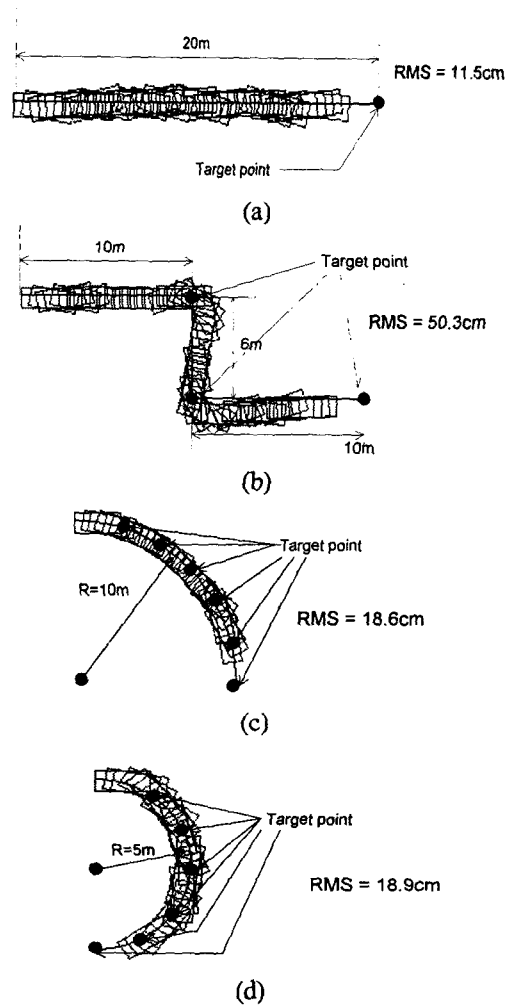 20m
RMS = 11.5cm
Target point
(a)
10m
Target point
RMS = 50.3cm
6m
10m
(b)
Target point
R=10m
RMS = 18.6cm
(c)
Target point
R=5m
RMS = 18.9cm
(d)